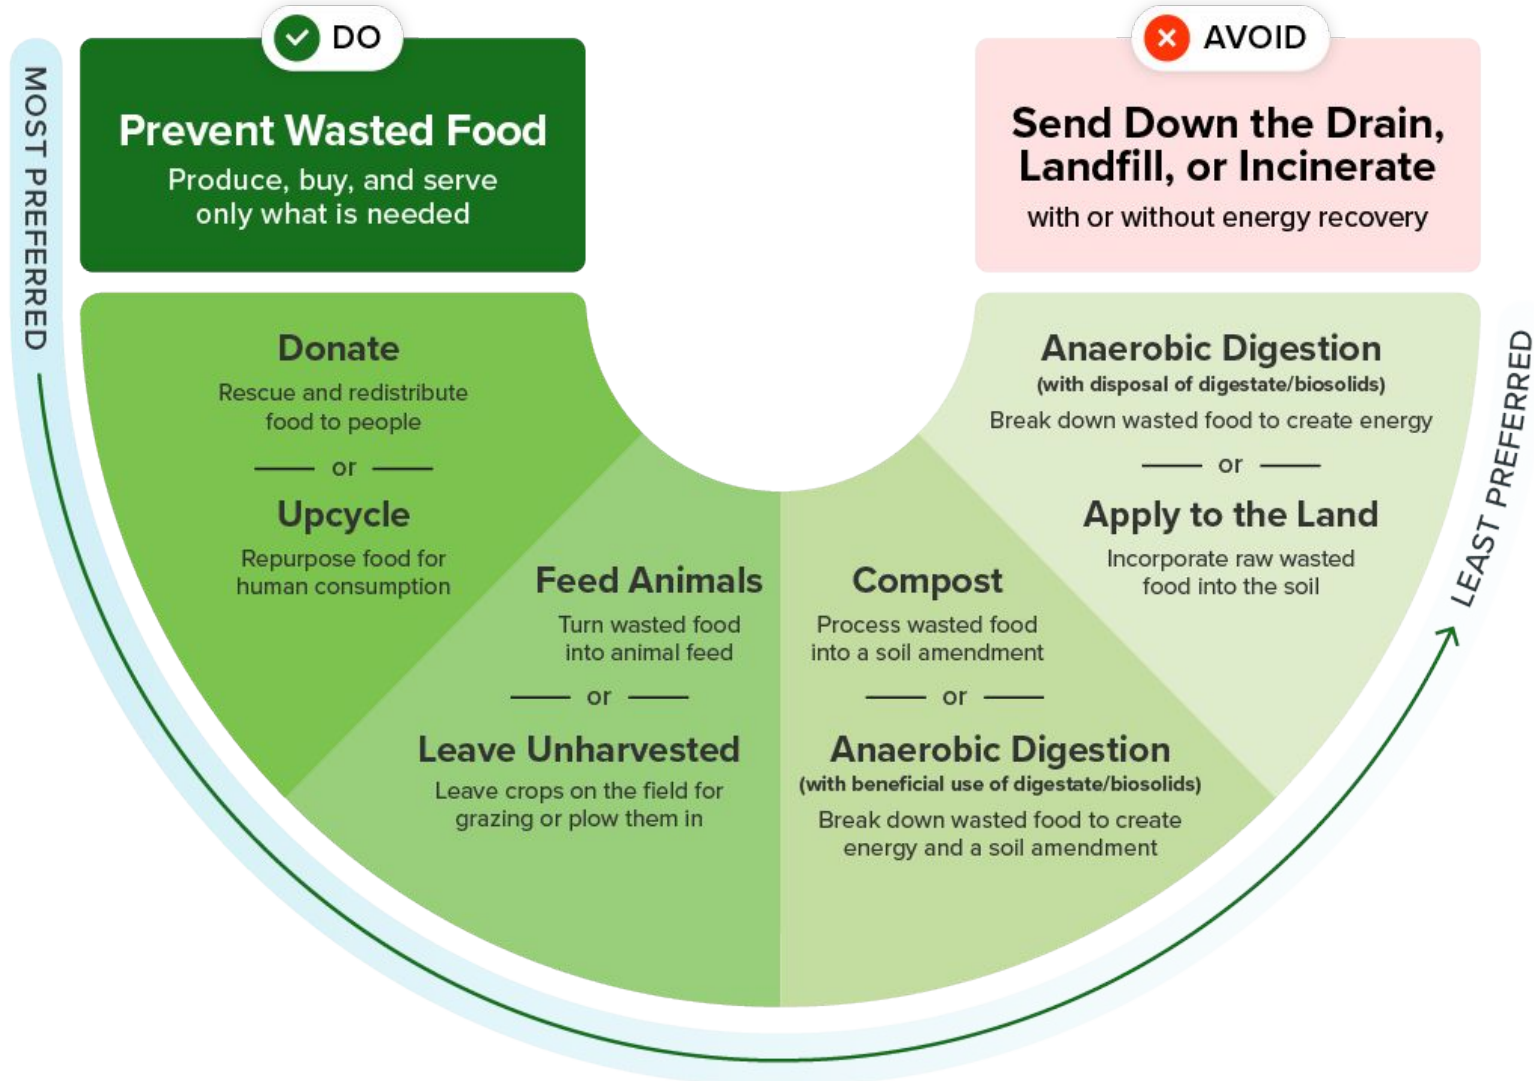 MOST PREFERRED
DO
Prevent Wasted Food
Produce, buy, and serve
only what is needed
AVOID
Send Down the Drain,
Landfill, or Incinerate
with or without energy recovery
Donate
Rescue and redistribute
food to people
or
Upcycle
Repurpose food for
human consumption
Feed Animals
Turn wasted food
into animal feed
or
Leave Unharvested
Leave crops on the field for
grazing or plow them in
Compost
Process wasted food
into a soil amendment
or
Anaerobic Digestion
(with beneficial use of digestate/biosolids)
Break down wasted food to create
energy and a soil amendment
Anaerobic Digestion
(with disposal of digestate/biosolids)
Break down wasted food to create energy
or
Apply to the Land
Incorporate raw wasted
food into the soil
LEAST PREFERRED